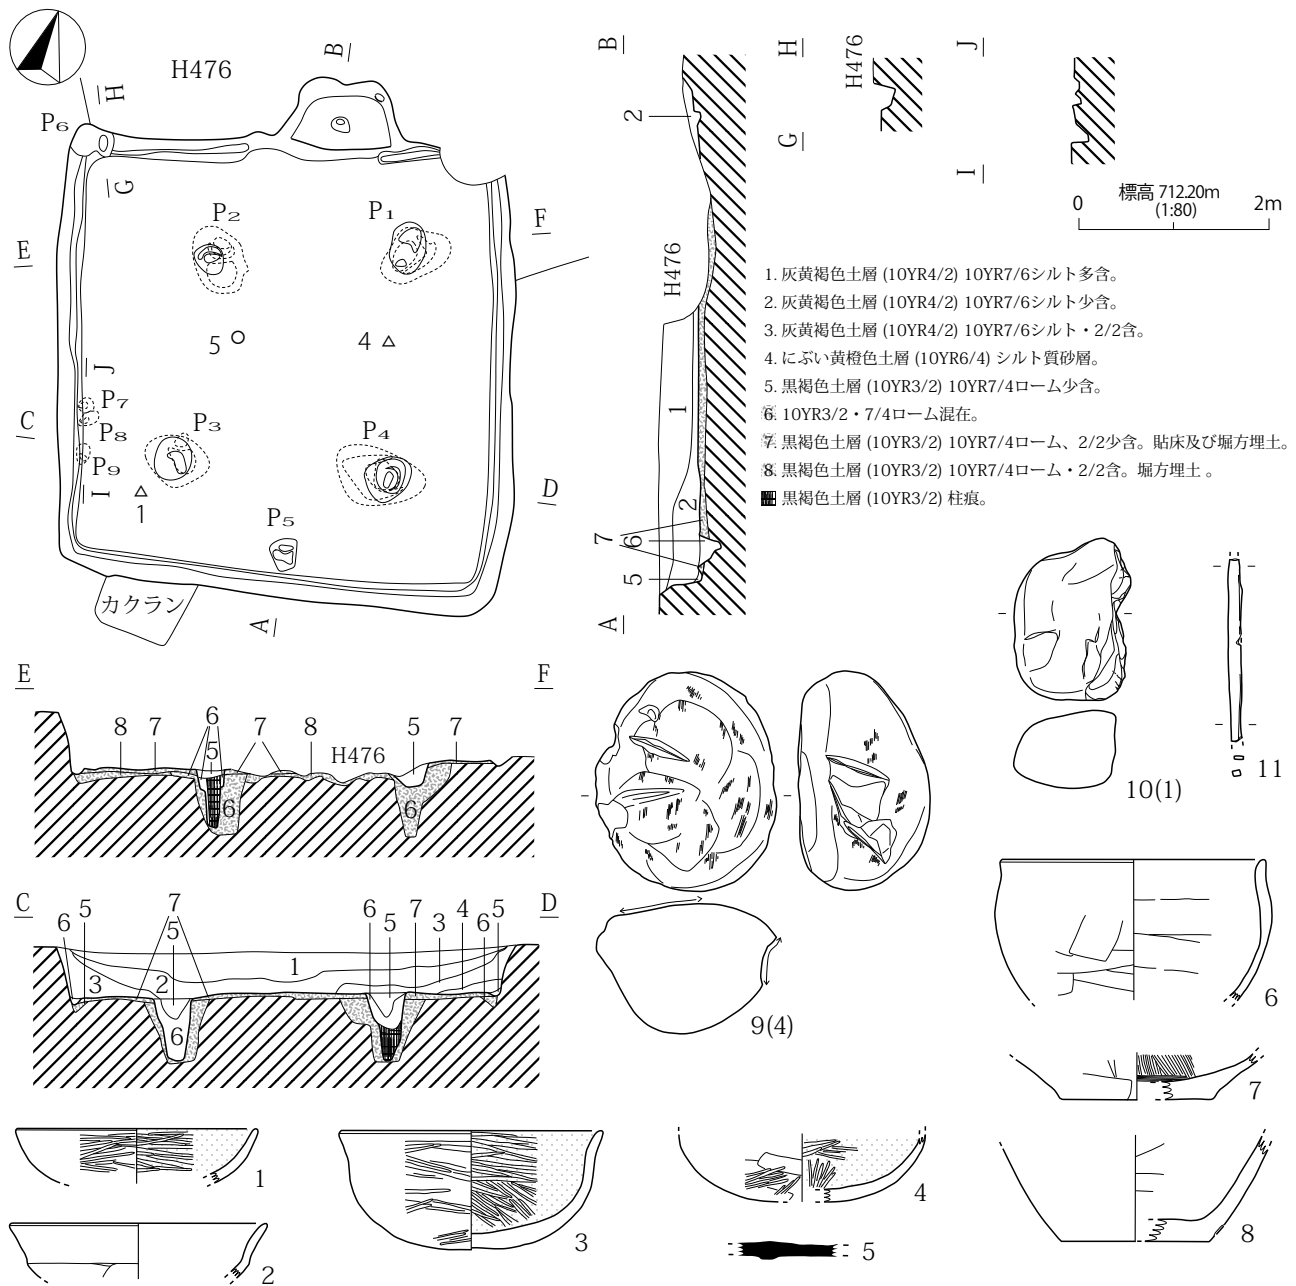 H476
B
H
P6
G
P2
P1
F
E
5
4
J
P7
C
P8
P3
P4
P9
I
1
D
P5
カクラン
A
B
2
H476
1
2
7
6
5
A
H
H476
G
J
I
標高 712.20m
0
(1:80)
2m
1. 灰黄褐色土層 (10YR4/2) 10YR7/6シルト多含。
2. 灰黄褐色土層 (10YR4/2) 10YR7/6シルト少含。
3. 灰黄褐色土層 (10YR4/2) 10YR7/6シルト・2/2含。
4. にぶい黄橙色土層 (10YR6/4) シルト質砂層。
5. 黒褐色土層 (10YR3/2) 10YR7/4ローム少含。
6. 10YR3/2・7/4ローム混在。
7. 黒褐色土層 (10YR3/2) 10YR7/4ローム、2/2少含。貼床及び堀方埋土。
8. 黒褐色土層 (10YR3/2) 10YR7/4ローム・2/2含。堀方埋土 。
黒褐色土層 (10YR3/2) 柱痕。
E
F
8 7 6 7 8 H476 5 7
5
6 6
C
D
6 5 7 6 5 7 3 4 6 5
5
1
3 2
6
1
2
3
4
5
6
7
8
9(4)
10(1)
11